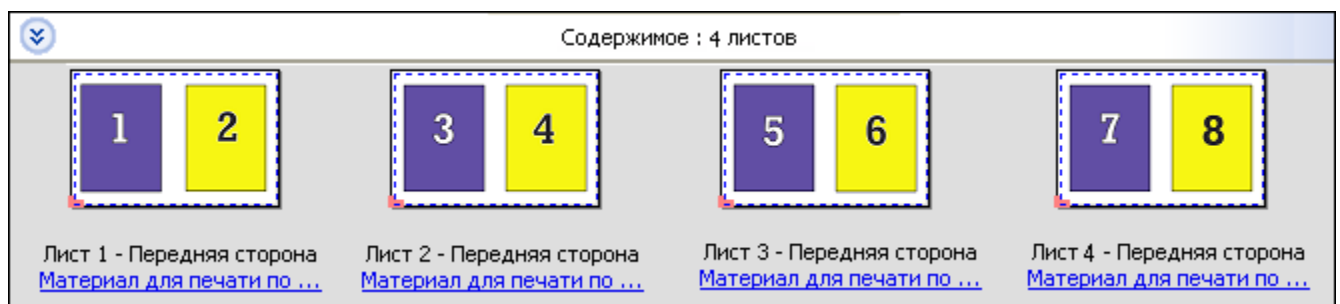 Содержимое : 4 листов
1 2 3 4 5 6 7 8
Лист 1 - Передняя сторона Лист 2 - Передняя сторона Лист 3 - Передняя сторона Лист 4 - Передняя сторона
Материал для печати по ... Материал для печати по ... Материал для печати по ... Материал для печати по ...